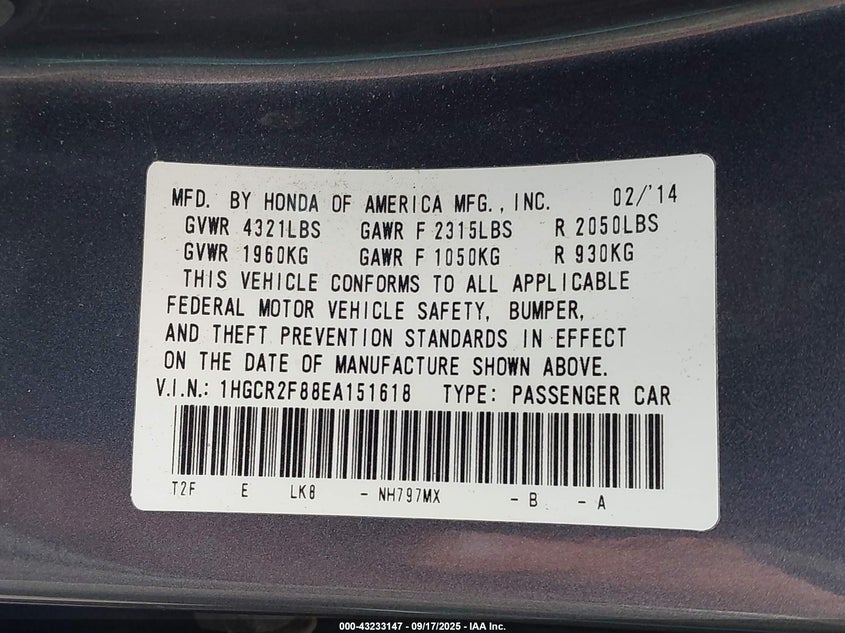 MFD. BY HONDA OF AMERICA MFG., INC. 02/'14
GVWR 4321LBS GAWR F 2315LBS R 2050LBS
GVWR 1960KG GAWR F 1050KG R 930KG
THIS VEHICLE CONFORMS TO ALL APPLICABLE
FEDERAL MOTOR VEHICLE SAFETY, BUMPER,
AND THEFT PREVENTION STANDARDS IN EFFECT
ON THE DATE OF MANUFACTURE SHOWN ABOVE.
V.I.N.: 1HGCR2F88EA151618 TYPE: PASSENGER CAR
T2F E LK8 - NH797MX - B - A
000-43233147 - 09/17/2025 - IAA Inc.